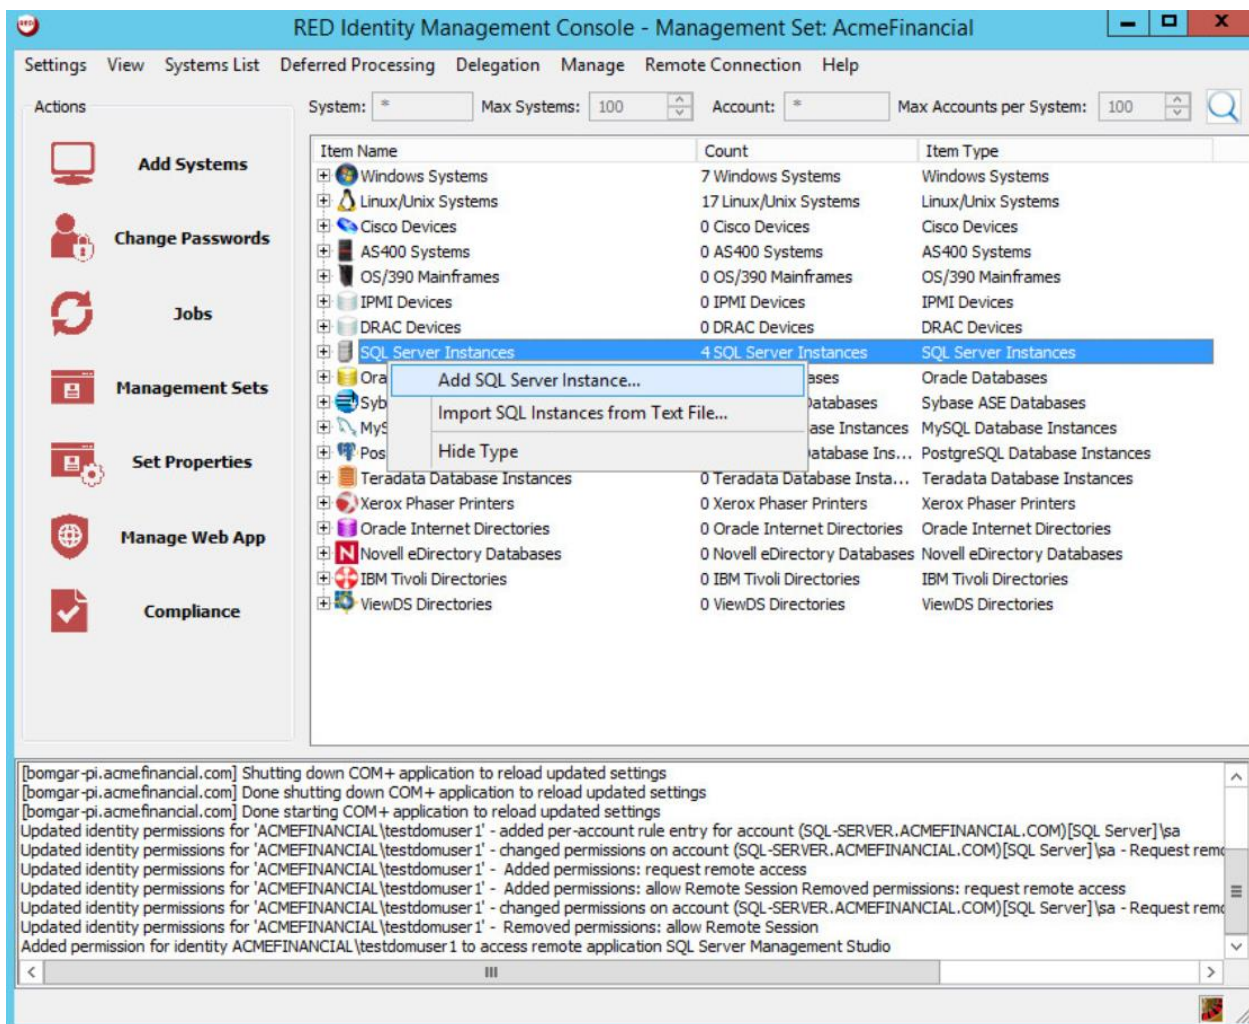 RED Identity Management Console - Management Set: AcmeFinancial
Settings View Systems List Deferred Processing Delegation Manage Remote Connection Help
Actions
Add Systems
Change Passwords
Jobs
Management Sets
Set Properties
Manage Web App
Compliance
System: * Max Systems: 100 Account: * Max Accounts per System: 100
Item Name Count Item Type
Windows Systems 7 Windows Systems Windows Systems
Linux/Unix Systems 17 Linux/Unix Systems Linux/Unix Systems
Cisco Devices 0 Cisco Devices Cisco Devices
AS400 Systems 0 AS400 Systems AS400 Systems
OS/390 Mainframes 0 OS/390 Mainframes OS/390 Mainframes
IPMI Devices 0 IPMI Devices IPMI Devices
DRAC Devices 0 DRAC Devices DRAC Devices
SQL Server Instances 4 SQL Server Instances SQL Server Instances
Ora ases Oracle Databases
Syb Databases Sybase ASE Databases
MyS ase Instances MySQL Database Instances
Pos atabase Ins... PostgreSQL Database Instances
Add SQL Server Instance...
Import SQL Instances from Text File...
Hide Type
Teradata Database Instances 0 Teradata Database Insta... Teradata Database Instances
Xerox Phaser Printers 0 Xerox Phaser Printers Xerox Phaser Printers
Oracle Internet Directories 0 Oracle Internet Directories Oracle Internet Directories
Novell eDirectory Databases 0 Novell eDirectory Databases Novell eDirectory Databases
IBM Tivoli Directories 0 IBM Tivoli Directories IBM Tivoli Directories
ViewDS Directories 0 ViewDS Directories ViewDS Directories
[bomgar-pi.acmefinancial.com] Shutting down COM+ application to reload updated settings
[bomgar-pi.acmefinancial.com] Done shutting down COM+ application to reload updated settings
[bomgar-pi.acmefinancial.com] Done starting COM+ application to reload updated settings
Updated identity permissions for 'ACMEFINANCIAL\testdomuser1' - added per-account rule entry for account (SQL-SERVER.ACMEFINANCIAL.COM)[SQL Server]\sa
Updated identity permissions for 'ACMEFINANCIAL\testdomuser1' - changed permissions on account (SQL-SERVER.ACMEFINANCIAL.COM)[SQL Server]\sa - Request remo
Updated identity permissions for 'ACMEFINANCIAL\testdomuser1' - Added permissions: request remote access
Updated identity permissions for 'ACMEFINANCIAL\testdomuser1' - Added permissions: allow Remote Session Removed permissions: request remote access
Updated identity permissions for 'ACMEFINANCIAL\testdomuser1' - changed permissions on account (SQL-SERVER.ACMEFINANCIAL.COM)[SQL Server]\sa - Request remo
Updated identity permissions for 'ACMEFINANCIAL\testdomuser1' - Removed permissions: allow Remote Session
Added permission for identity ACMEFINANCIAL\testdomuser1 to access remote application SQL Server Management Studio